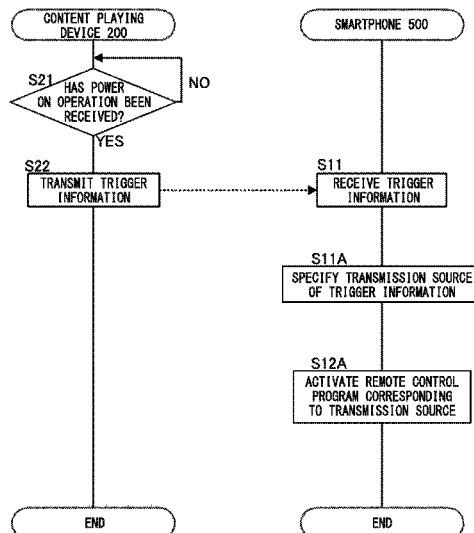 CONTENT PLAYING
DEVICE 200
SMARTPHONE 500
S21
HAS POWER
ON OPERATION BEEN
RECEIVED?
NO
YES
S22
TRANSMIT TRIGGER
INFORMATION
S11
RECEIVE TRIGGER
INFORMATION
S11A
SPECIFY TRANSMISSION SOURCE
OF TRIGGER INFORMATION
S12A
ACTIVATE REMOTE CONTROL
PROGRAM CORRESPONDING
TO TRANSMISSION SOURCE
END
END